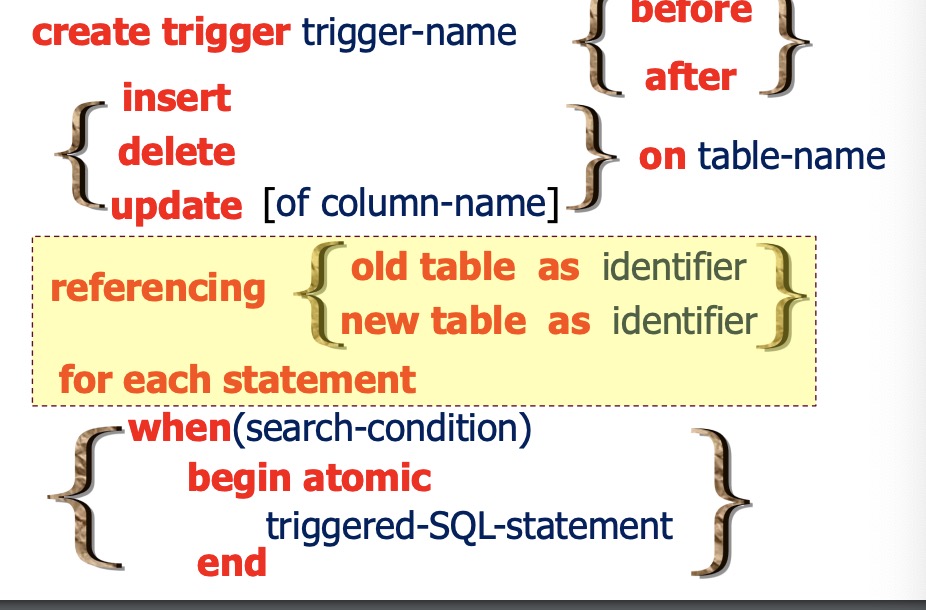 create trigger trigger-name { before
after }
{ insert
delete
update [of column-name] } on table-name
referencing { old table as identifier
new table as identifier }
for each statement
{ when(search-condition)
begin atomic
triggered-SQL-statement
end }